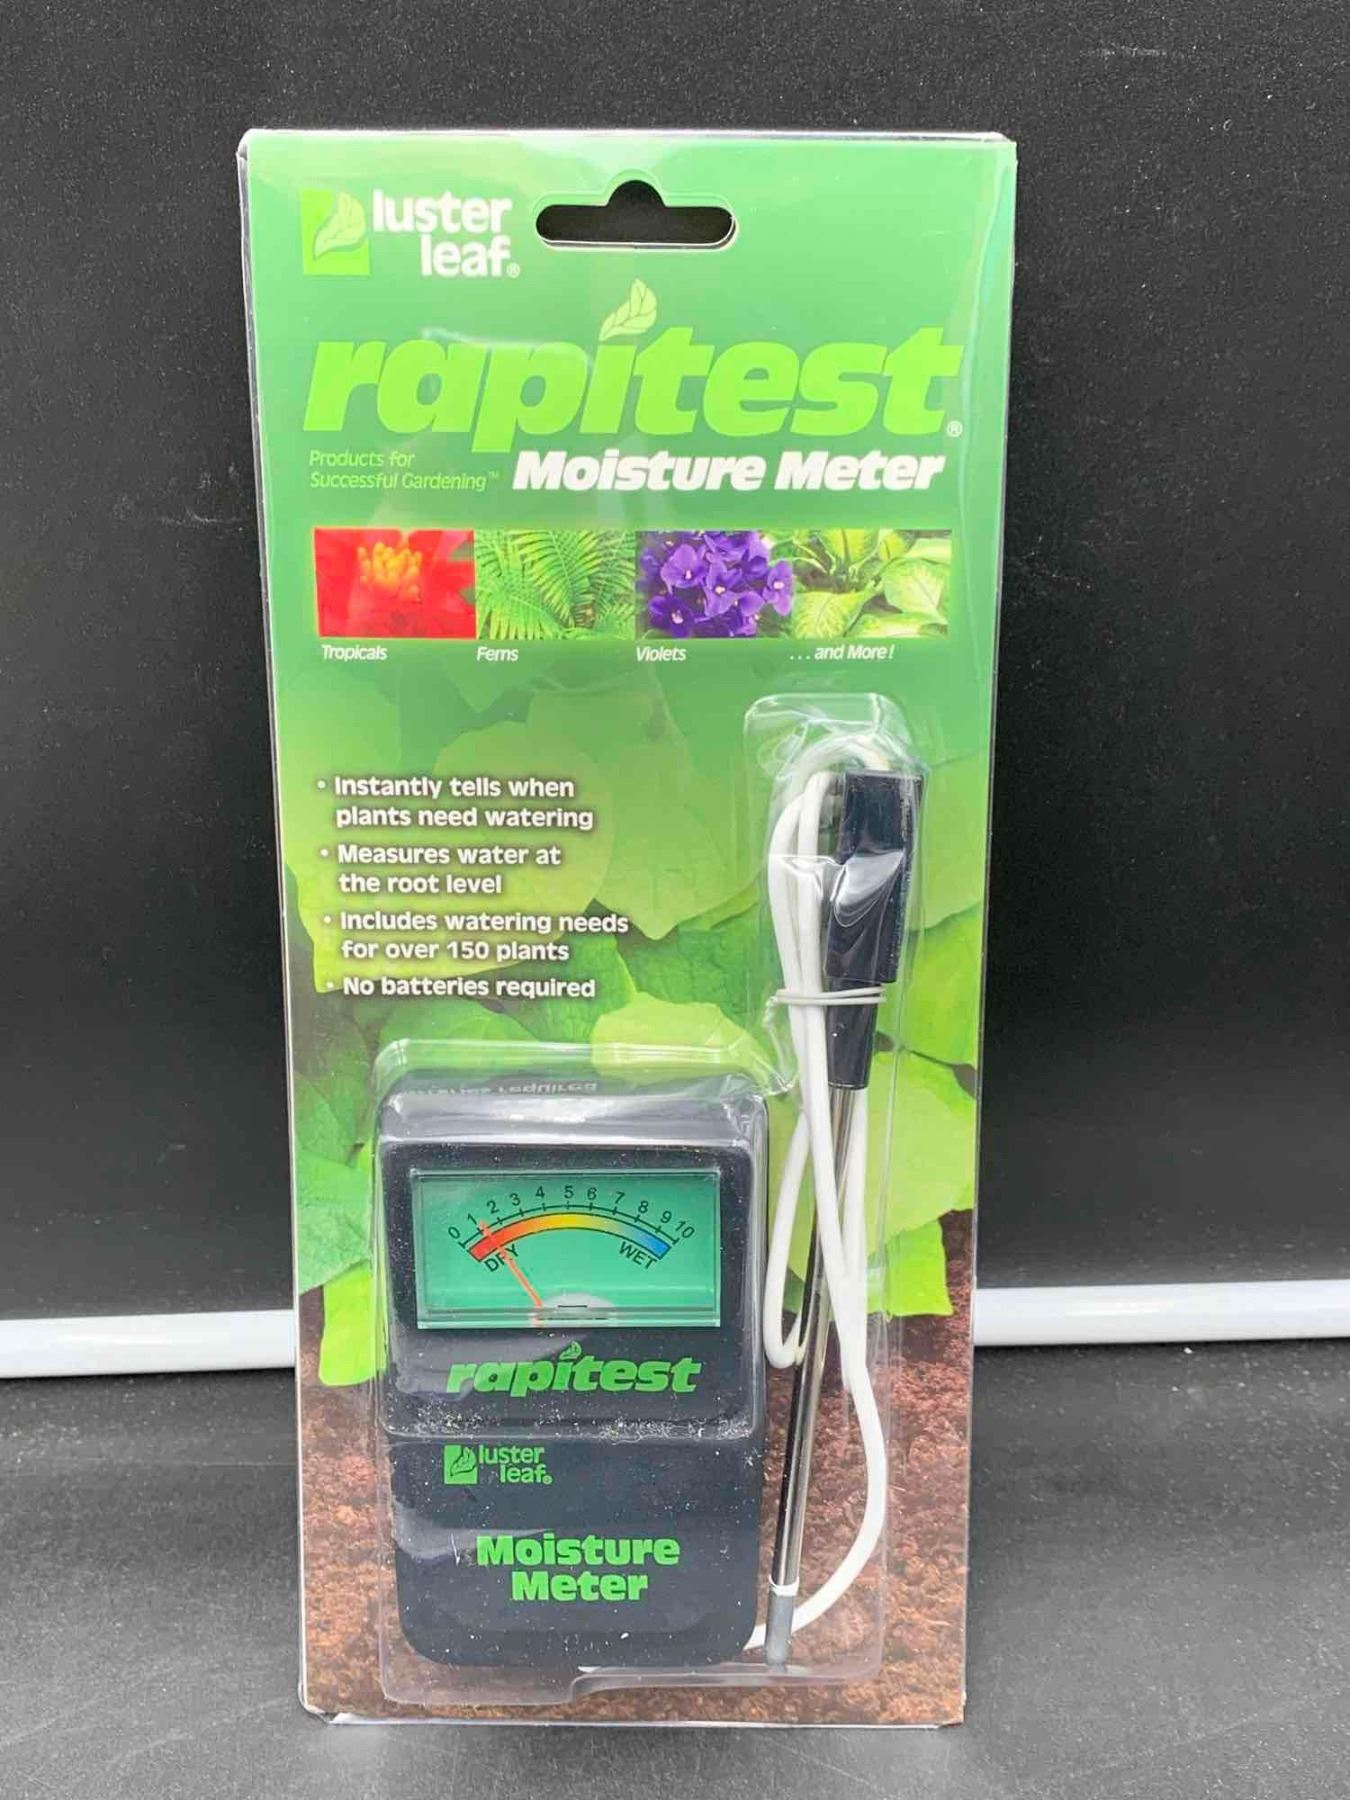 luster
leaf®
rapitest®
Products for
Successful Gardening™
Moisture Meter
Tropicals
Ferns
Violets
...and More!
• Instantly tells when
plants need watering
• Measures water at
the root level
• Includes watering needs
for over 150 plants
• No batteries required
0 1 2 3 4 5 6 7 8 9 10
DRY
WET
rapitest
luster
leaf®
Moisture
Meter